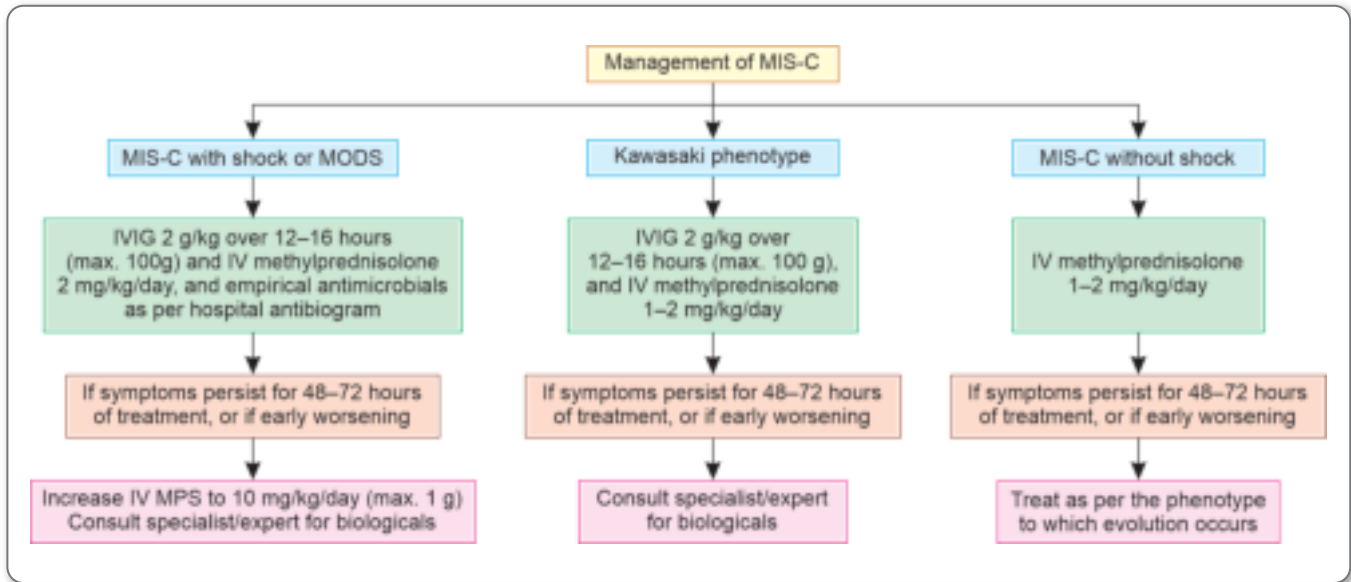 Management of MIS-C
MIS-C with shock or MODS
Kawasaki phenotype
MIS-C without shock
IVIG 2 g/kg over 12–16 hours
(max. 100g) and IV methylprednisolone
2 mg/kg/day, and empirical antimicrobials
as per hospital antibiogram
IVIG 2 g/kg over
12–16 hours (max. 100 g),
and IV methylprednisolone
1–2 mg/kg/day
IV methylprednisolone
1–2 mg/kg/day
If symptoms persist for 48–72 hours
of treatment, or if early worsening
If symptoms persist for 48–72 hours
of treatment, or if early worsening
If symptoms persist for 48–72 hours
of treatment, or if early worsening
Increase IV MPS to 10 mg/kg/day (max. 1 g)
Consult specialist/expert for biologicals
Consult specialist/expert
for biologicals
Treat as per the phenotype
to which evolution occurs